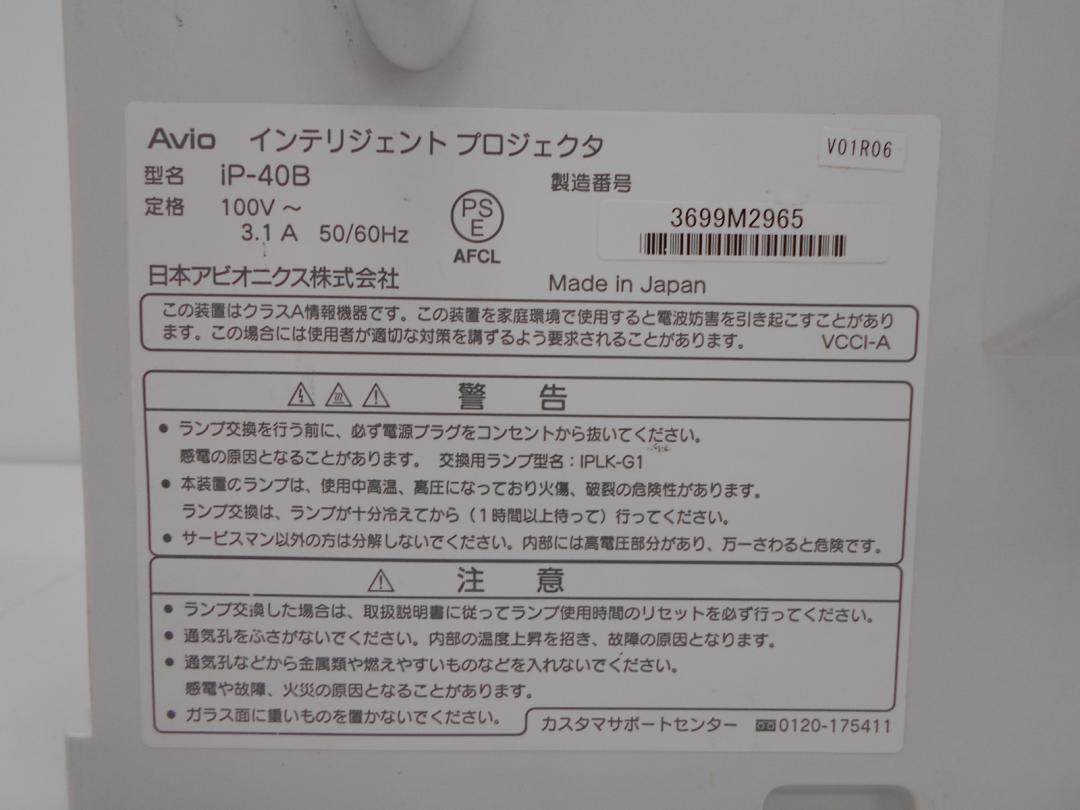 Avio インテリジェント プロジェクタ
V01R06
型名 iP-40B
製造番号
定格 100V ～
3.1 A 50/60Hz
PS
E
AFCL
3699M2965
日本アビオニクス株式会社
Made in Japan
この装置はクラスA情報機器です。この装置を家庭環境で使用すると電波妨害を引き起こすことがあり
ます。この場合には使用者が適切な対策を講ずるよう要求されることがあります。 VCCI-A
警 告
● ランプ交換を行う前に、必ず電源プラグをコンセントから抜いてください。
感電の原因となることがあります。 交換用ランプ型名：IPLK-G1
● 本装置のランプは、使用中高温、高圧になっており火傷、破裂の危険性があります。
ランプ交換は、ランプが十分冷えてから（1時間以上待って）行ってください。
● サービスマン以外の方は分解しないでください。内部には高電圧部分があり、万一さわると危険です。
注 意
● ランプ交換した場合は、取扱説明書に従ってランプ使用時間のリセットを必ず行ってください。
● 通気孔をふさがないでください。内部の温度上昇を招き、故障の原因となります。
● 通気孔などから金属類や燃えやすいものなどを入れないでください。
感電や故障、火災の原因となることがあります。
● ガラス面に重いものを置かないでください。
カスタマサポートセンター 0120-175411